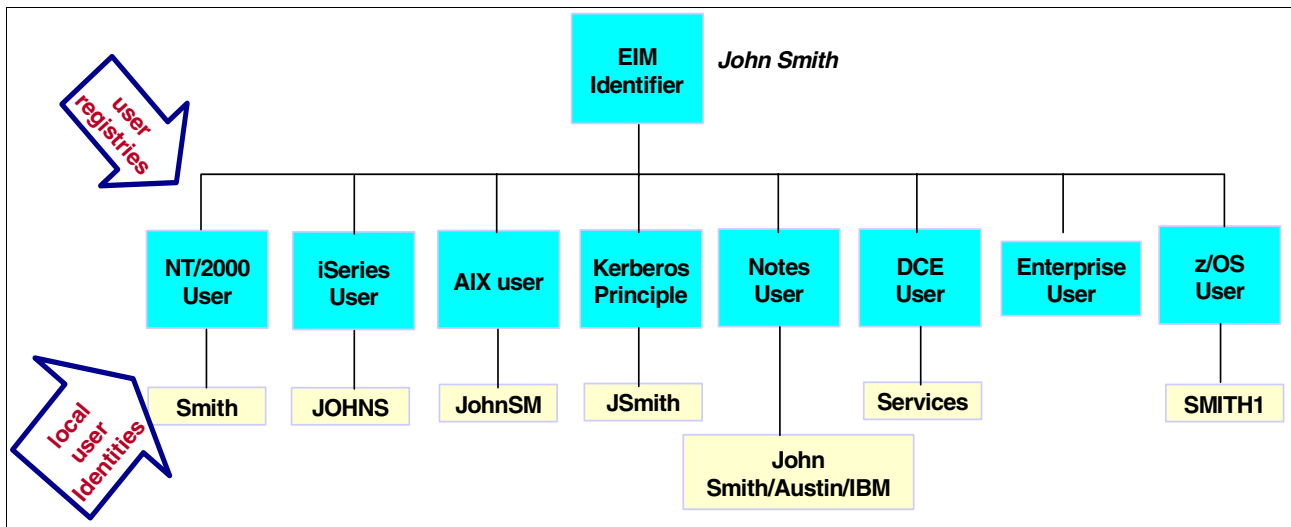 EIM
Identifier
John Smith
user
registries
NT/2000
User
iSeries
User
AIX user
Kerberos
Principle
Notes
User
DCE
User
Enterprise
User
z/OS
User
local
user
Identities
Smith
JOHNS
JohnSM
JSmith
John
Smith/Austin/IBM
Services
SMITH1